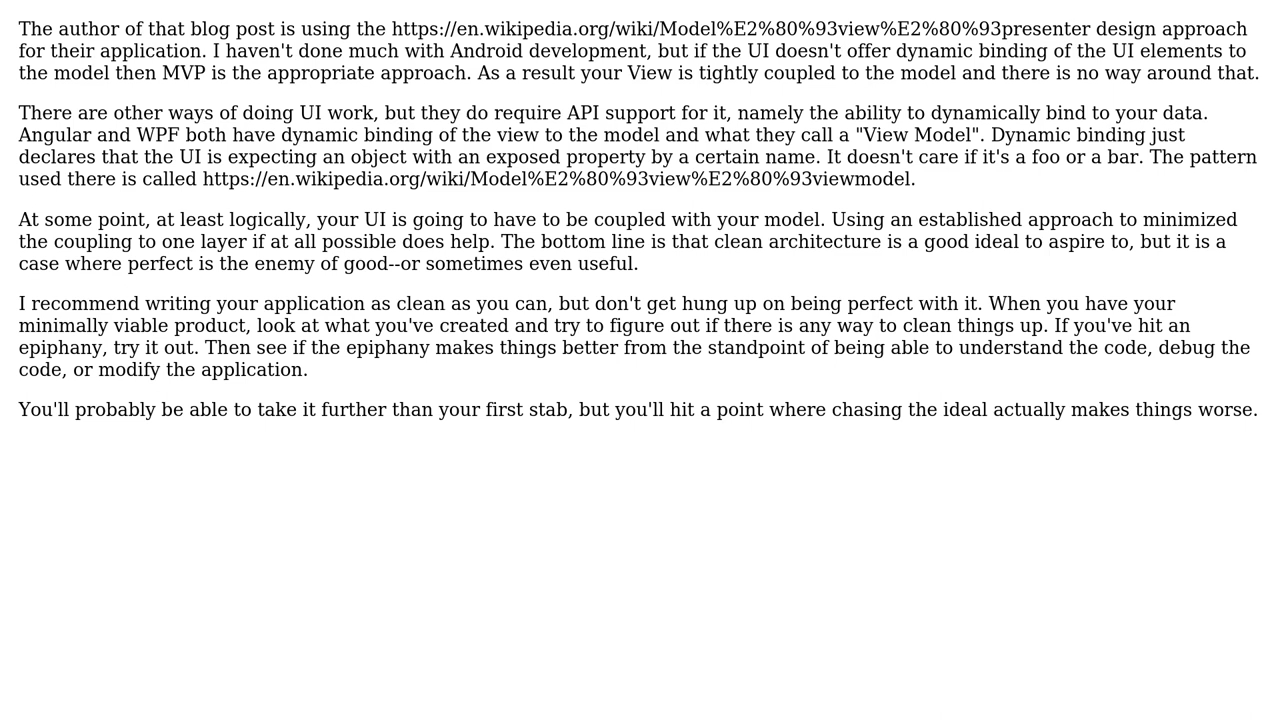 The author of that blog post is using the https://en.wikipedia.org/wiki/Model%E2%80%93view%E2%80%93presenter design approach
for their application. I haven't done much with Android development, but if the UI doesn't offer dynamic binding of the UI elements to
the model then MVP is the appropriate approach. As a result your View is tightly coupled to the model and there is no way around that.
There are other ways of doing UI work, but they do require API support for it, namely the ability to dynamically bind to your data.
Angular and WPF both have dynamic binding of the view to the model and what they call a "View Model". Dynamic binding just
declares that the UI is expecting an object with an exposed property by a certain name. It doesn't care if it's a foo or a bar. The pattern
used there is called https://en.wikipedia.org/wiki/Model%E2%80%93view%E2%80%93viewmodel.
At some point, at least logically, your UI is going to have to be coupled with your model. Using an established approach to minimized
the coupling to one layer if at all possible does help. The bottom line is that clean architecture is a good ideal to aspire to, but it is a
case where perfect is the enemy of good--or sometimes even useful.
I recommend writing your application as clean as you can, but don't get hung up on being perfect with it. When you have your
minimally viable product, look at what you've created and try to figure out if there is any way to clean things up. If you've hit an
epiphany, try it out. Then see if the epiphany makes things better from the standpoint of being able to understand the code, debug the
code, or modify the application.
You'll probably be able to take it further than your first stab, but you'll hit a point where chasing the ideal actually makes things worse.